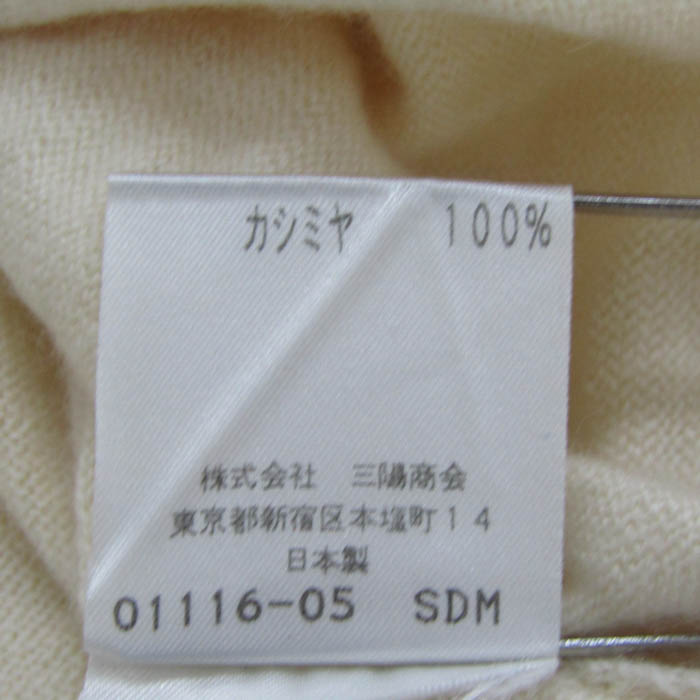 カシミヤ 100%
株式会社 三陽商会
東京都新宿区本塩町14
日本製
01116-05 SDM